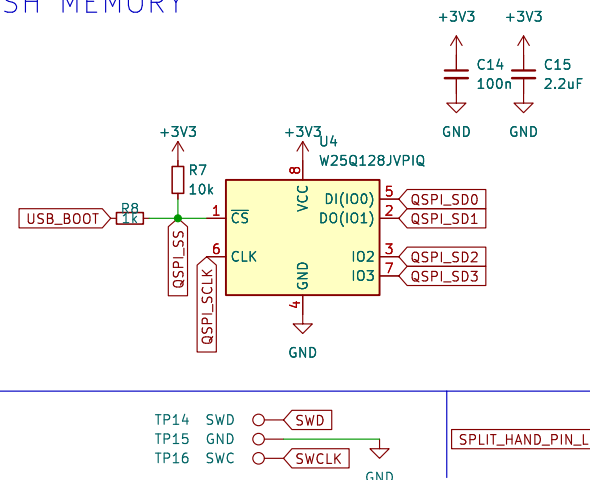 SH MEMORY
+3V3 +3V3
C14 C15
100n 2.2uF
GND GND
+3V3 +3V3
U4
W25Q128JVPIQ
R7
10k
8
VCC
R8
1k
USB_BOOT
1 CS
6 CLK
DI(IO0) 5 QSPI_SD0
DO(IO1) 2 QSPI_SD1
IO2 3 QSPI_SD2
IO3 7 QSPI_SD3
QSPI_SS
QSPI_SCLK
GND
4
GND
TP14 SWD SWD
TP15 GND
TP16 SWC SWCLK
GND
SPLIT_HAND_PIN_L